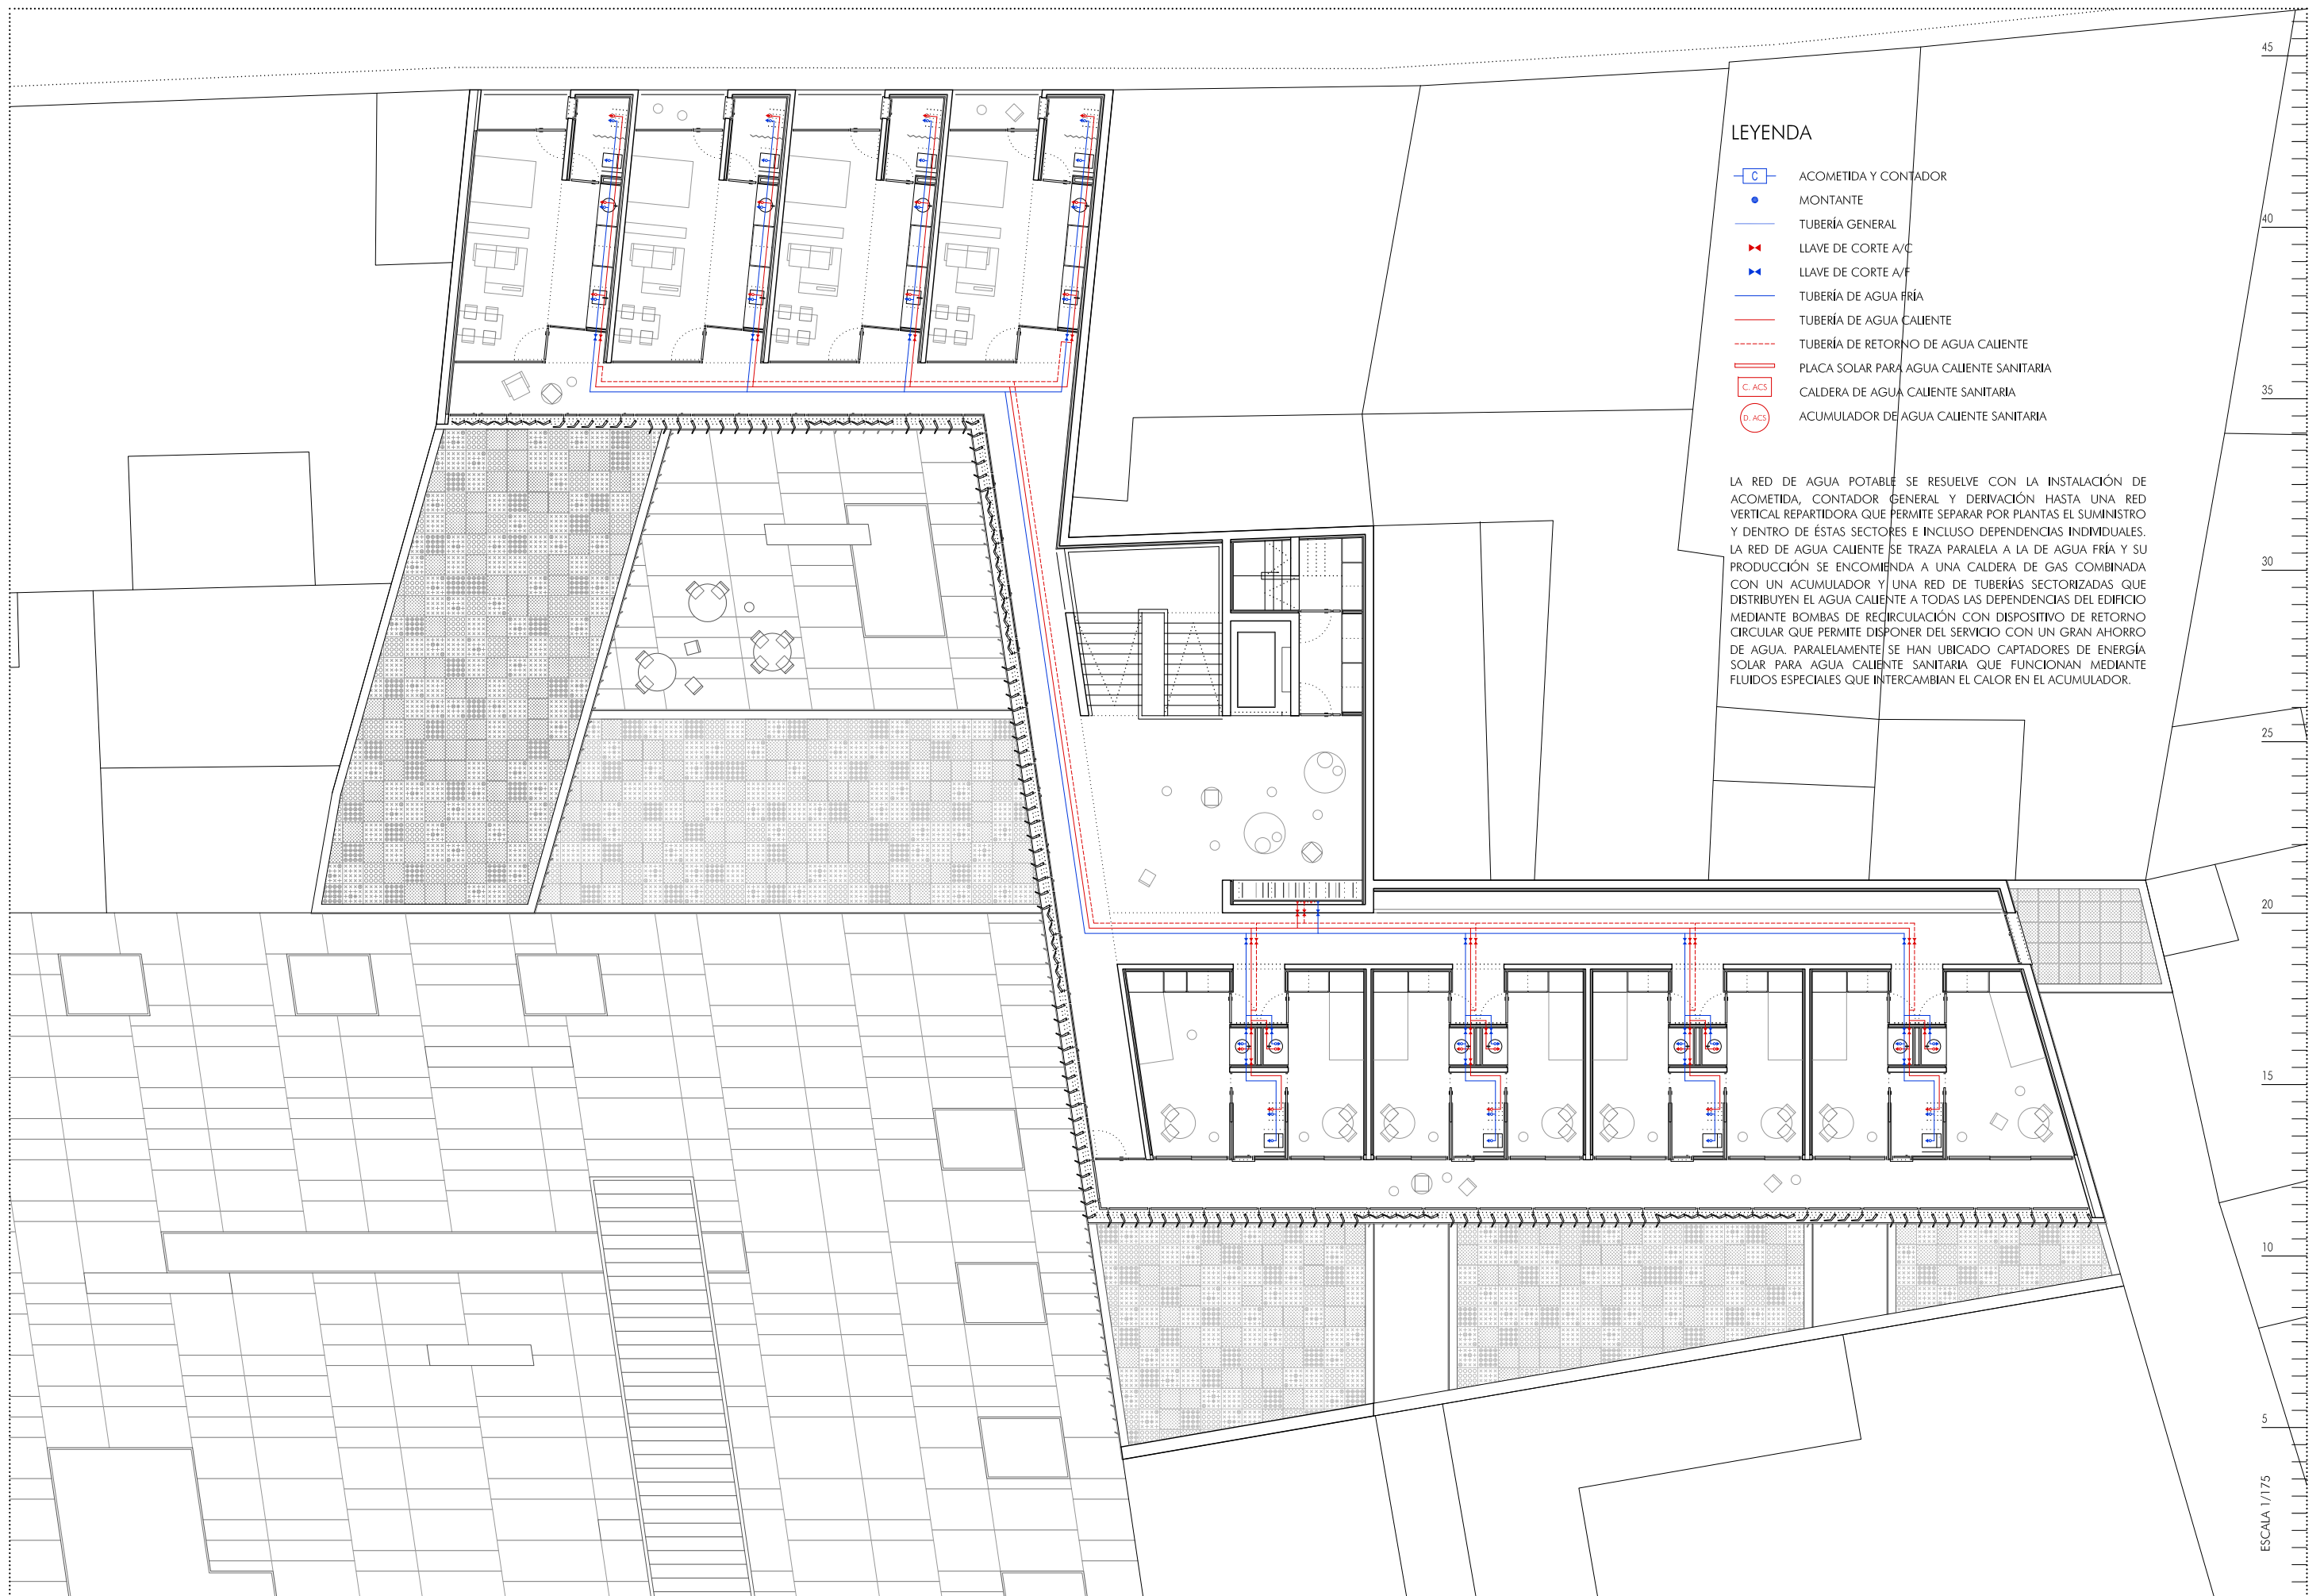 LEYENDA
C ACOMETIDA Y CONTADOR
MONTANTE
TUBERÍA GENERAL
LLAVE DE CORTE A/C
LLAVE DE CORTE A/F
TUBERÍA DE AGUA FRÍA
TUBERÍA DE AGUA CALIENTE
TUBERÍA DE RETORNO DE AGUA CALIENTE
PLACA SOLAR PARA AGUA CALIENTE SANITARIA
C. ACS CALDERA DE AGUA CALIENTE SANITARIA
D. ACS ACUMULADOR DE AGUA CALIENTE SANITARIA
LA RED DE AGUA POTABLE SE RESUELVE CON LA INSTALACIÓN DE
ACOMETIDA, CONTADOR GENERAL Y DERIVACIÓN HASTA UNA RED
VERTICAL REPARTIDORA QUE PERMITE SEPARAR POR PLANTAS EL SUMINISTRO
Y DENTRO DE ÉSTAS SECTORES E INCLUSO DEPENDENCIAS INDIVIDUALES.
LA RED DE AGUA CALIENTE SE TRAZA PARALELA A LA DE AGUA FRÍA Y SU
PRODUCCIÓN SE ENCOMIENDA A UNA CALDERA DE GAS COMBINADA
CON UN ACUMULADOR Y UNA RED DE TUBERÍAS SECTORIZADAS QUE
DISTRIBUYEN EL AGUA CALIENTE A TODAS LAS DEPENDENCIAS DEL EDIFICIO
MEDIANTE BOMBAS DE RECIRCULACIÓN CON DISPOSITIVO DE RETORNO
CIRCULAR QUE PERMITE DISPONER DEL SERVICIO CON UN GRAN AHORRO
DE AGUA. PARALELAMENTE SE HAN UBICADO CAPTADORES DE ENERGÍA
SOLAR PARA AGUA CALIENTE SANITARIA QUE FUNCIONAN MEDIANTE
FLUIDOS ESPECIALES QUE INTERCAMBIAN EL CALOR EN EL ACUMULADOR.
45
40
35
30
25
20
15
10
5
ESCALA 1/175